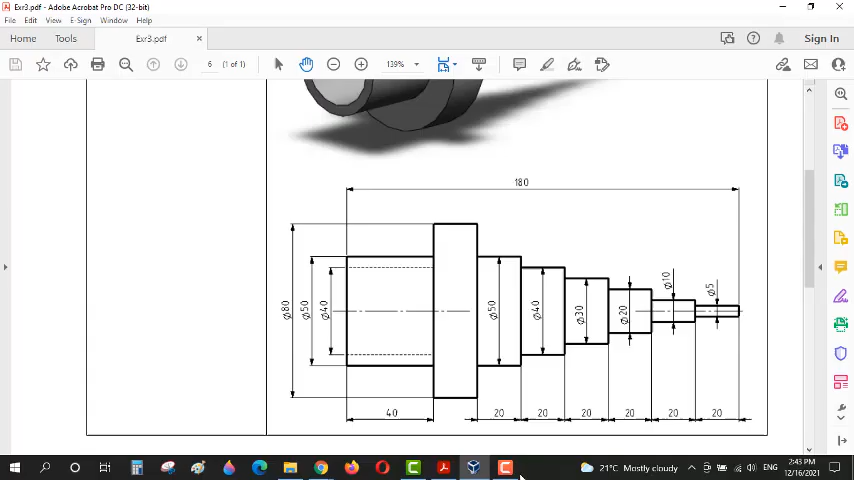 Exr3.pdf - Adobe Acrobat Pro DC (32-bit)
File Edit View E-Sign Window Help
Home Tools Exr3.pdf × Sign In
6 (1 of 1) 139%
180
Ø80 Ø50 Ø40 Ø50 Ø40 Ø30 Ø20 Ø10 Ø5
40 20 20 20 20 20 20
21°C Mostly cloudy ENG 2:43 PM
12/16/2021